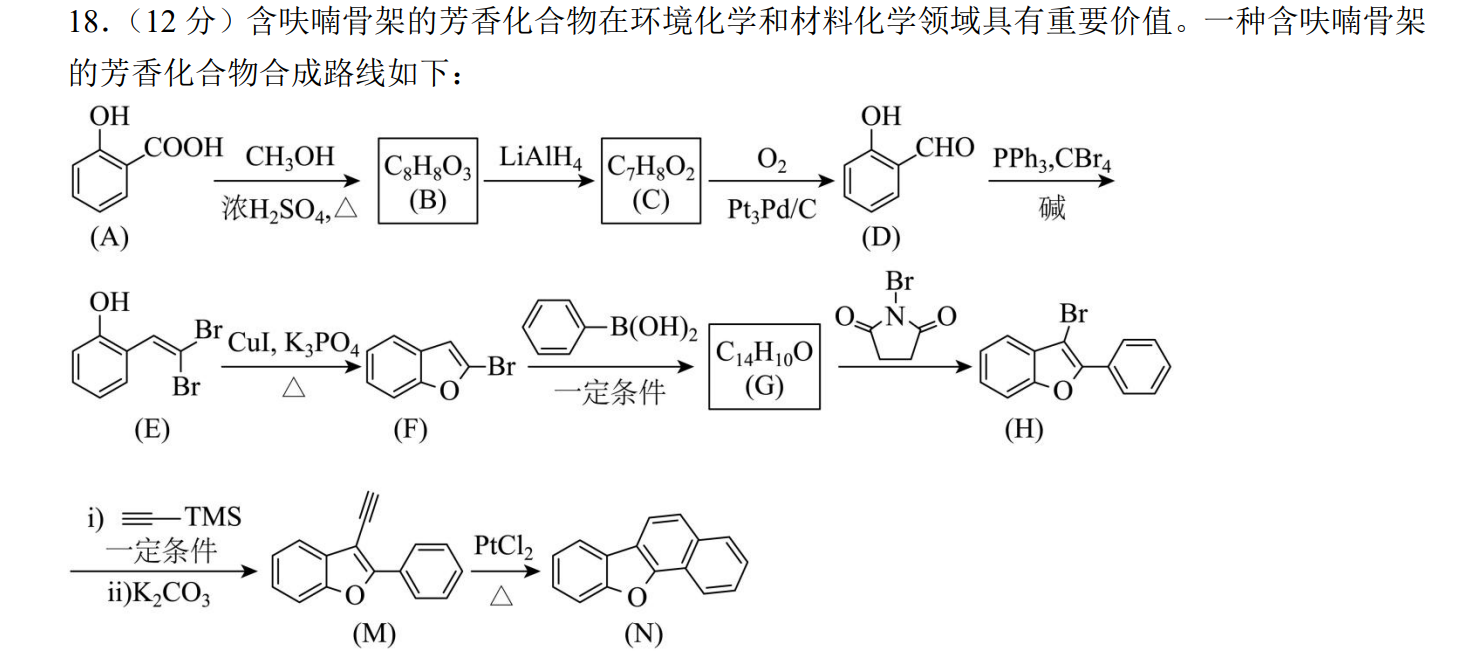 18.（12 分）含呋喃骨架的芳香化合物在环境化学和材料化学领域具有重要价值。一种含呋喃骨架
的芳香化合物合成路线如下：
OH
COOH
(A)
CH₃OH
浓H₂SO₄,△
C₈H₈O₃
(B)
LiAlH₄
C₇H₈O₂
(C)
O₂
Pt₃Pd/C
OH
CHO
(D)
PPh₃,CBr₄
碱
OH
Br
Br
(E)
CuI, K₃PO₄
△
O
Br
(F)
B(OH)₂
一定条件
C₁₄H₁₀O
(G)
Br
O
N
O
Br
O
(H)
i) TMS
一定条件
ii)K₂CO₃
O
(M)
PtCl₂
△
O
(N)